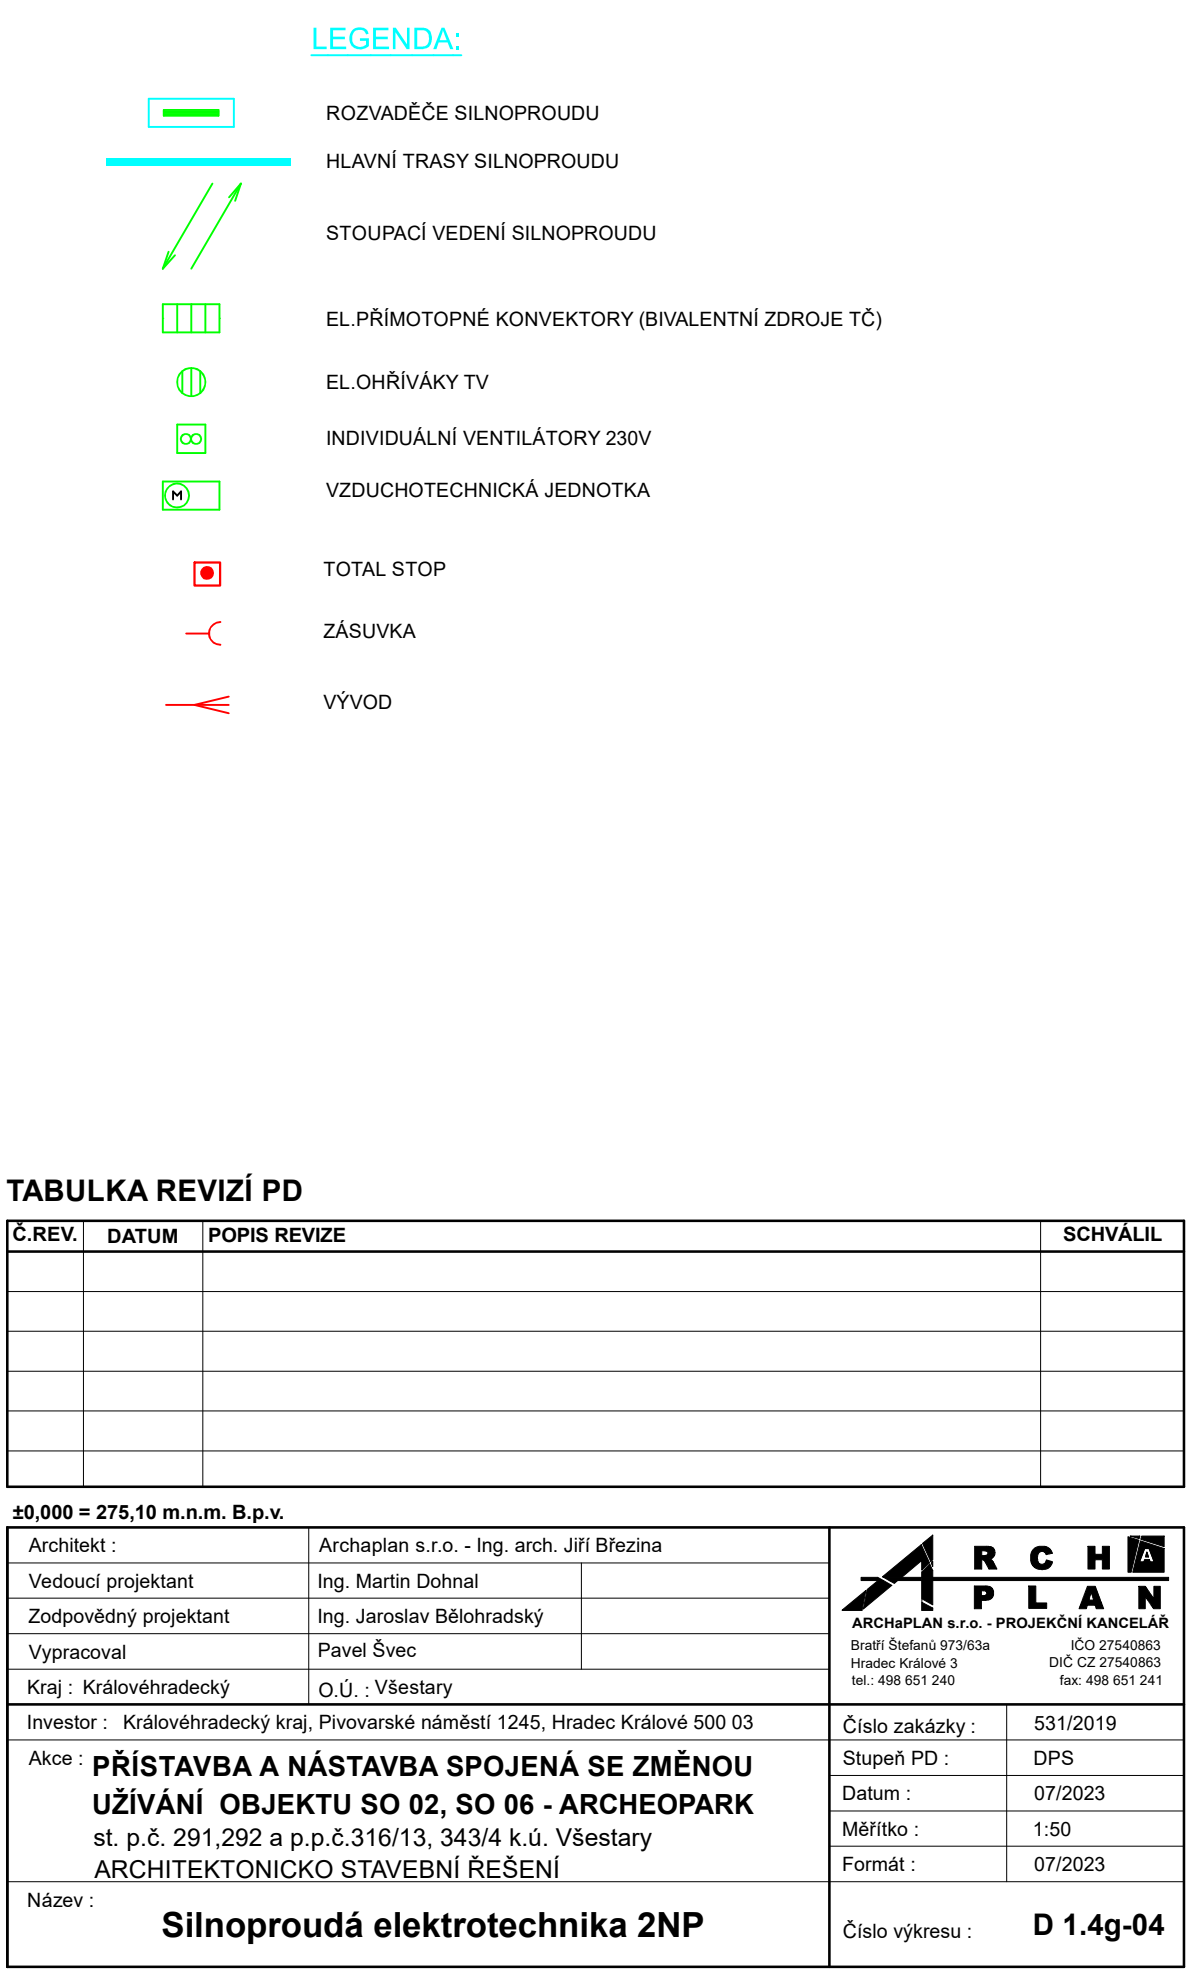 LEGENDA:
ROZVADĚČE SILNOPROUDU
HLAVNÍ TRASY SILNOPROUDU
STOUPACÍ VEDENÍ SILNOPROUDU
EL.PŘÍMOTOPNÉ KONVEKTORY (BIVALENTNÍ ZDROJE TČ)
EL.OHŘÍVÁKY TV
INDIVIDUÁLNÍ VENTILÁTORY 230V
M VZDUCHOTECHNICKÁ JEDNOTKA
TOTAL STOP
ZÁSUVKA
VÝVOD
TABULKA REVIZÍ PD
Č.REV. DATUM POPIS REVIZE SCHVÁLIL
±0,000 = 275,10 m.n.m. B.p.v.
Architekt : Archaplan s.r.o. - Ing. arch. Jiří Březina
Vedoucí projektant Ing. Martin Dohnal
Zodpovědný projektant Ing. Jaroslav Bělohradský
Vypracoval Pavel Švec
Kraj : Královéhradecký O.Ú. : Všestary
ARCH A
PLAN
ARCHaPLAN s.r.o. - PROJEKČNÍ KANCELÁŘ
Bratří Štefanů 973/63a IČO 27540863
Hradec Králové 3 DIČ CZ 27540863
tel.: 498 651 240 fax: 498 651 241
Investor : Královéhradecký kraj, Pivovarské náměstí 1245, Hradec Králové 500 03
Akce : PŘÍSTAVBA A NÁSTAVBA SPOJENÁ SE ZMĚNOU
UŽÍVÁNÍ OBJEKTU SO 02, SO 06 - ARCHEOPARK
st. p.č. 291,292 a p.p.č.316/13, 343/4 k.ú. Všestary
ARCHITEKTONICKO STAVEBNÍ ŘEŠENÍ
Číslo zakázky : 531/2019
Stupeň PD : DPS
Datum : 07/2023
Měřítko : 1:50
Formát : 07/2023
Název :
Silnoproudá elektrotechnika 2NP
Číslo výkresu : D 1.4g-04